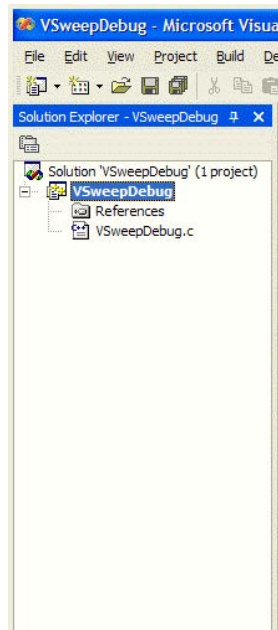 VSweepDebug - Microsoft Visua
File Edit View Project Build De
Solution Explorer - VSweepDebug
Solution 'VSweepDebug' (1 project)
VSweepDebug
References
VSweepDebug.c